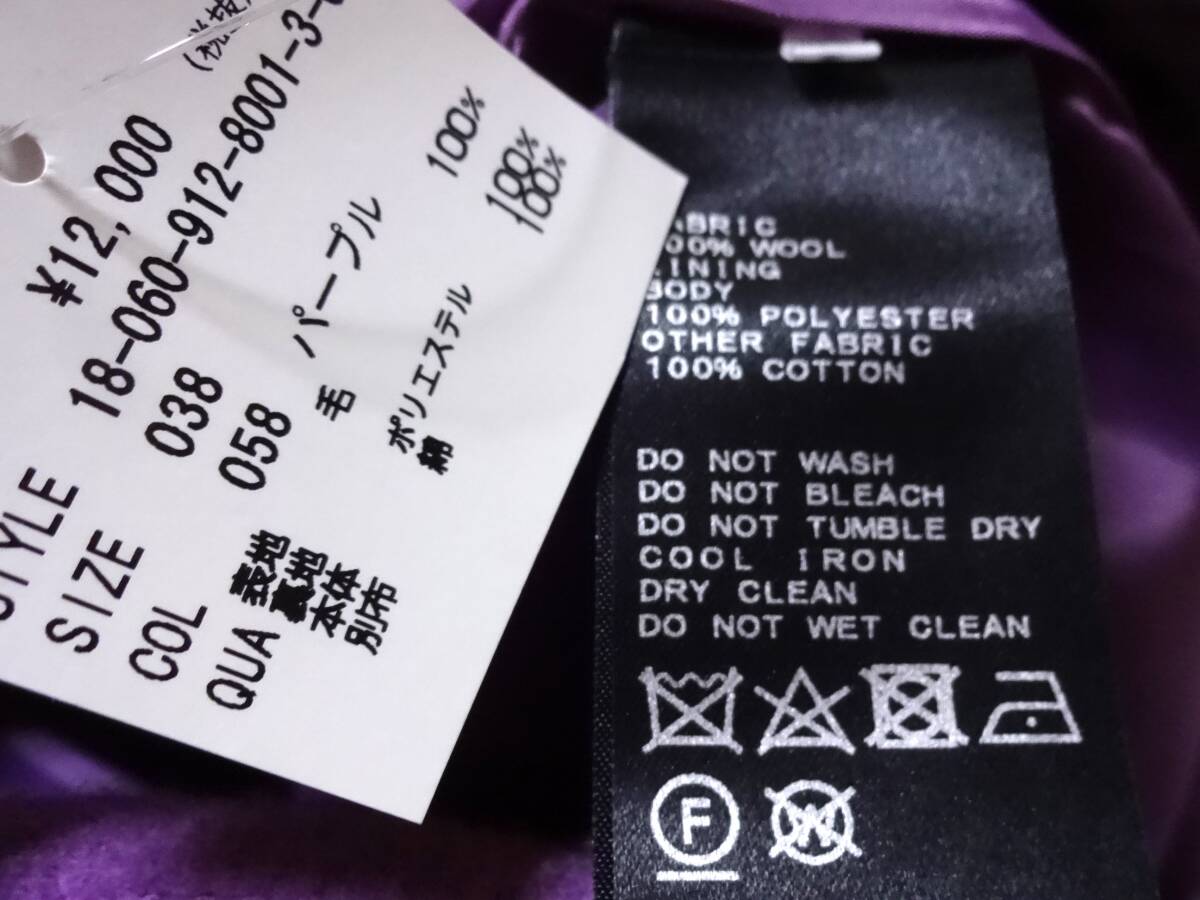 (税抜
¥12,000
STYLE 18-060-912-8001-3-
SIZE 038
COL 058 パープル
QUA 表地 毛 100%
裏地
本体 ポリエステル 100%
別布 綿 100%
FABRIC
100% WOOL
LINING
BODY
100% POLYESTER
OTHER FABRIC
100% COTTON
DO NOT WASH
DO NOT BLEACH
DO NOT TUMBLE DRY
COOL IRON
DRY CLEAN
DO NOT WET CLEAN
F
W